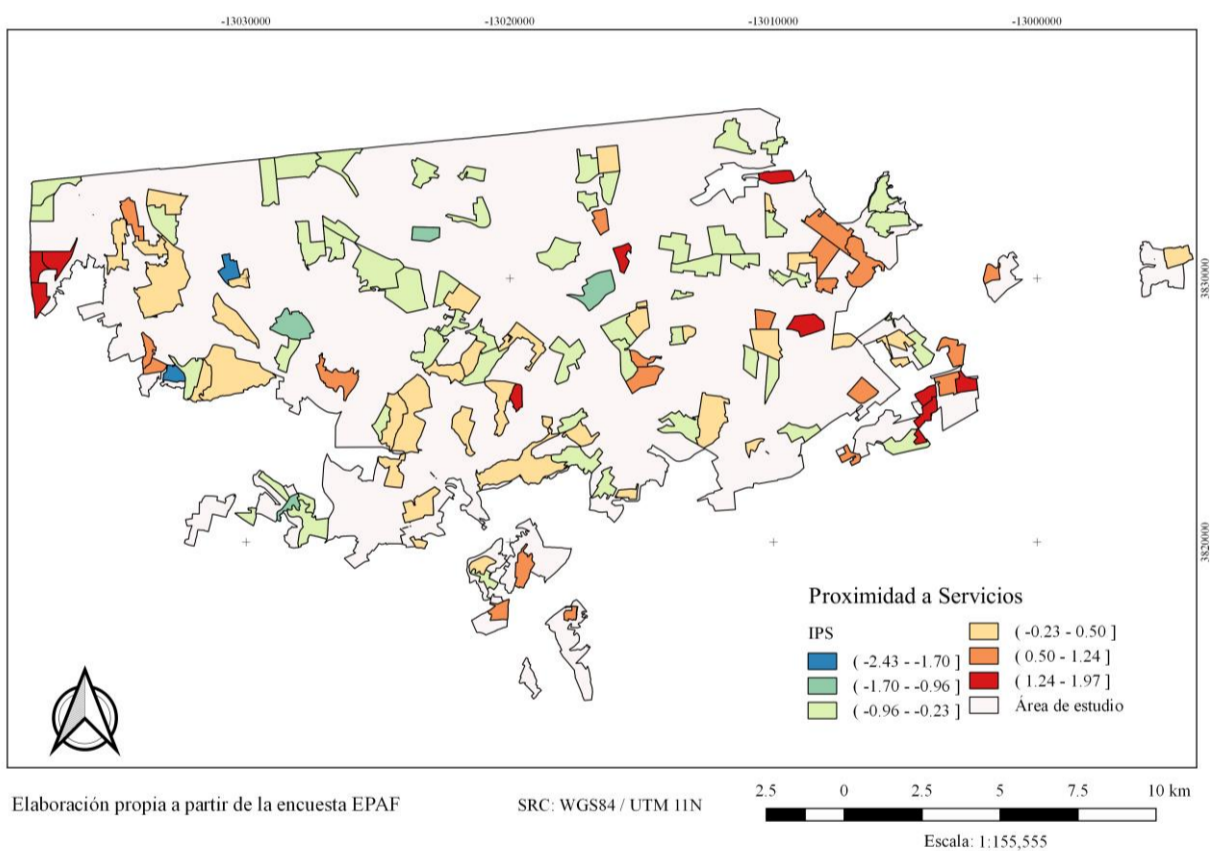 -13030000
-13020000
-13010000
-13000000
3830000
3820000
Proximidad a Servicios
IPS
( -2.43 - -1.70 ]
( -1.70 - -0.96 ]
( -0.96 - -0.23 ]
( -0.23 - 0.50 ]
( 0.50 - 1.24 ]
( 1.24 - 1.97 ]
Área de estudio
Elaboración propia a partir de la encuesta EPAF
SRC: WGS84 / UTM 11N
2.5 0 2.5 5 7.5 10 km
Escala: 1:155,555